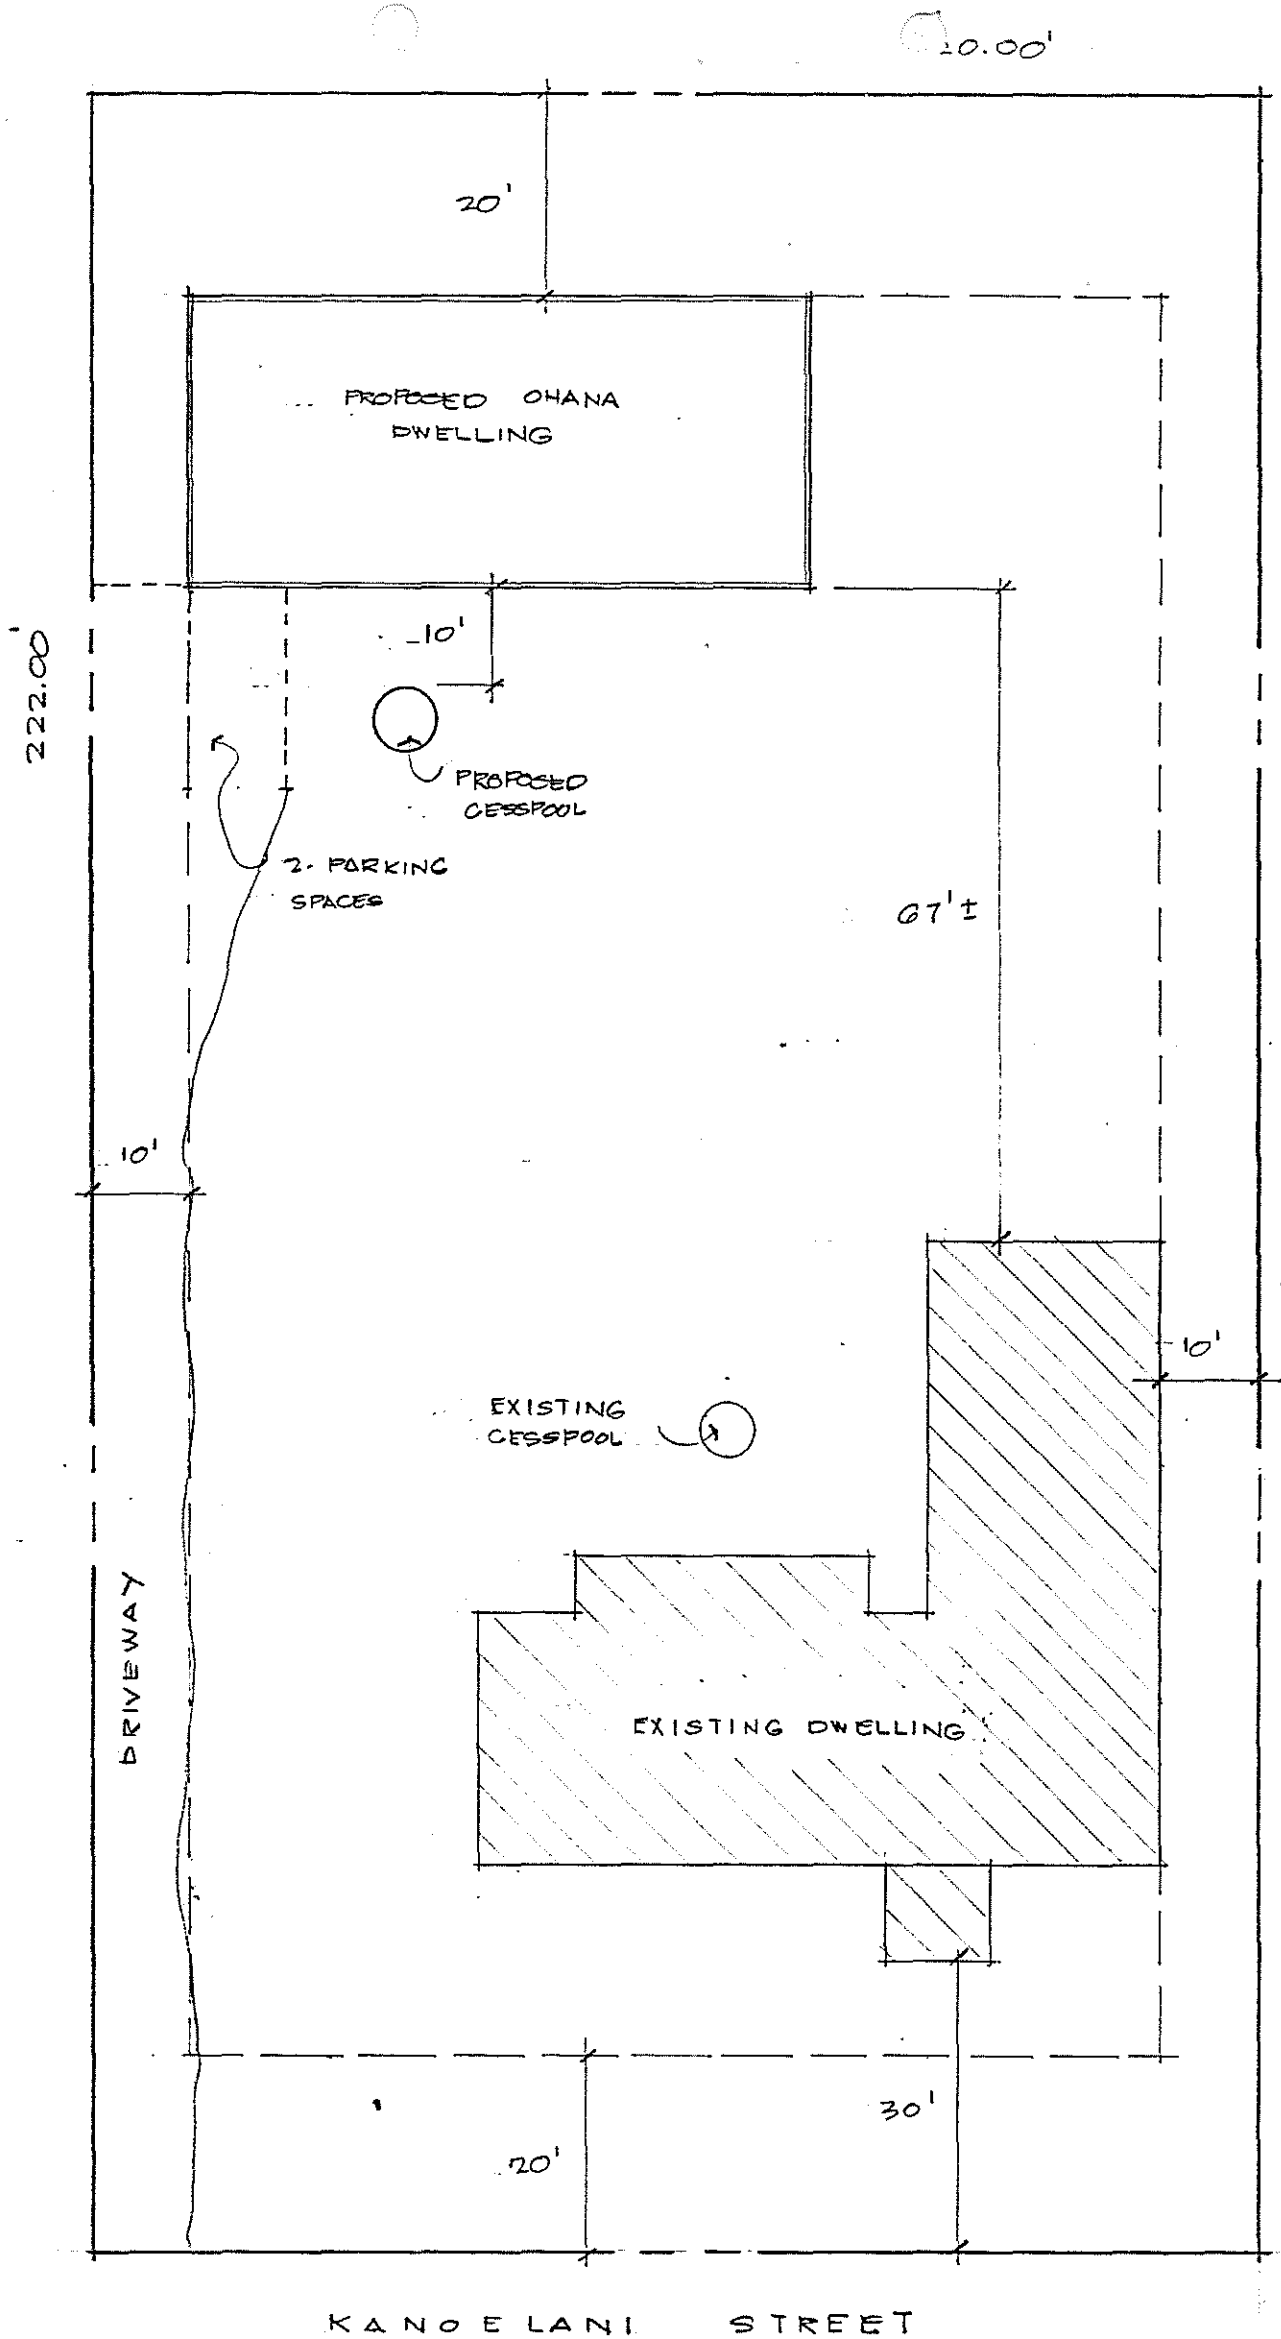 20.00'
20'
PROPOSED OHANA
DWELLING
222.00'
10'
PROPOSED
CESSPOOL
2. PARKING
SPACES
67'±
10'
10'
EXISTING
CESSPOOL
DRIVEWAY
EXISTING DWELLING
30'
20'
KANOELANI STREET